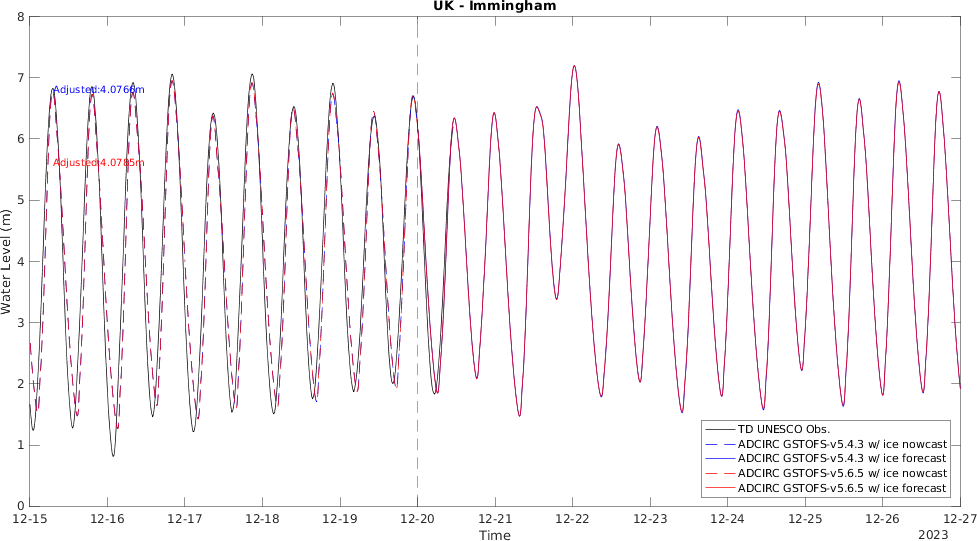 UK - Immingham
8
7
6
5
4
3
2
1
0
Water Level (m)
Adjusted:4.0766m
Adjusted:4.0785m
TD UNESCO Obs.
ADCIRC GSTOFS-v5.4.3 w/ ice nowcast
ADCIRC GSTOFS-v5.4.3 w/ ice forecast
ADCIRC GSTOFS-v5.6.5 w/ ice nowcast
ADCIRC GSTOFS-v5.6.5 w/ ice forecast
12-15 12-16 12-17 12-18 12-19 12-20 12-21 12-22 12-23 12-24 12-25 12-26 12-27
Time
2023